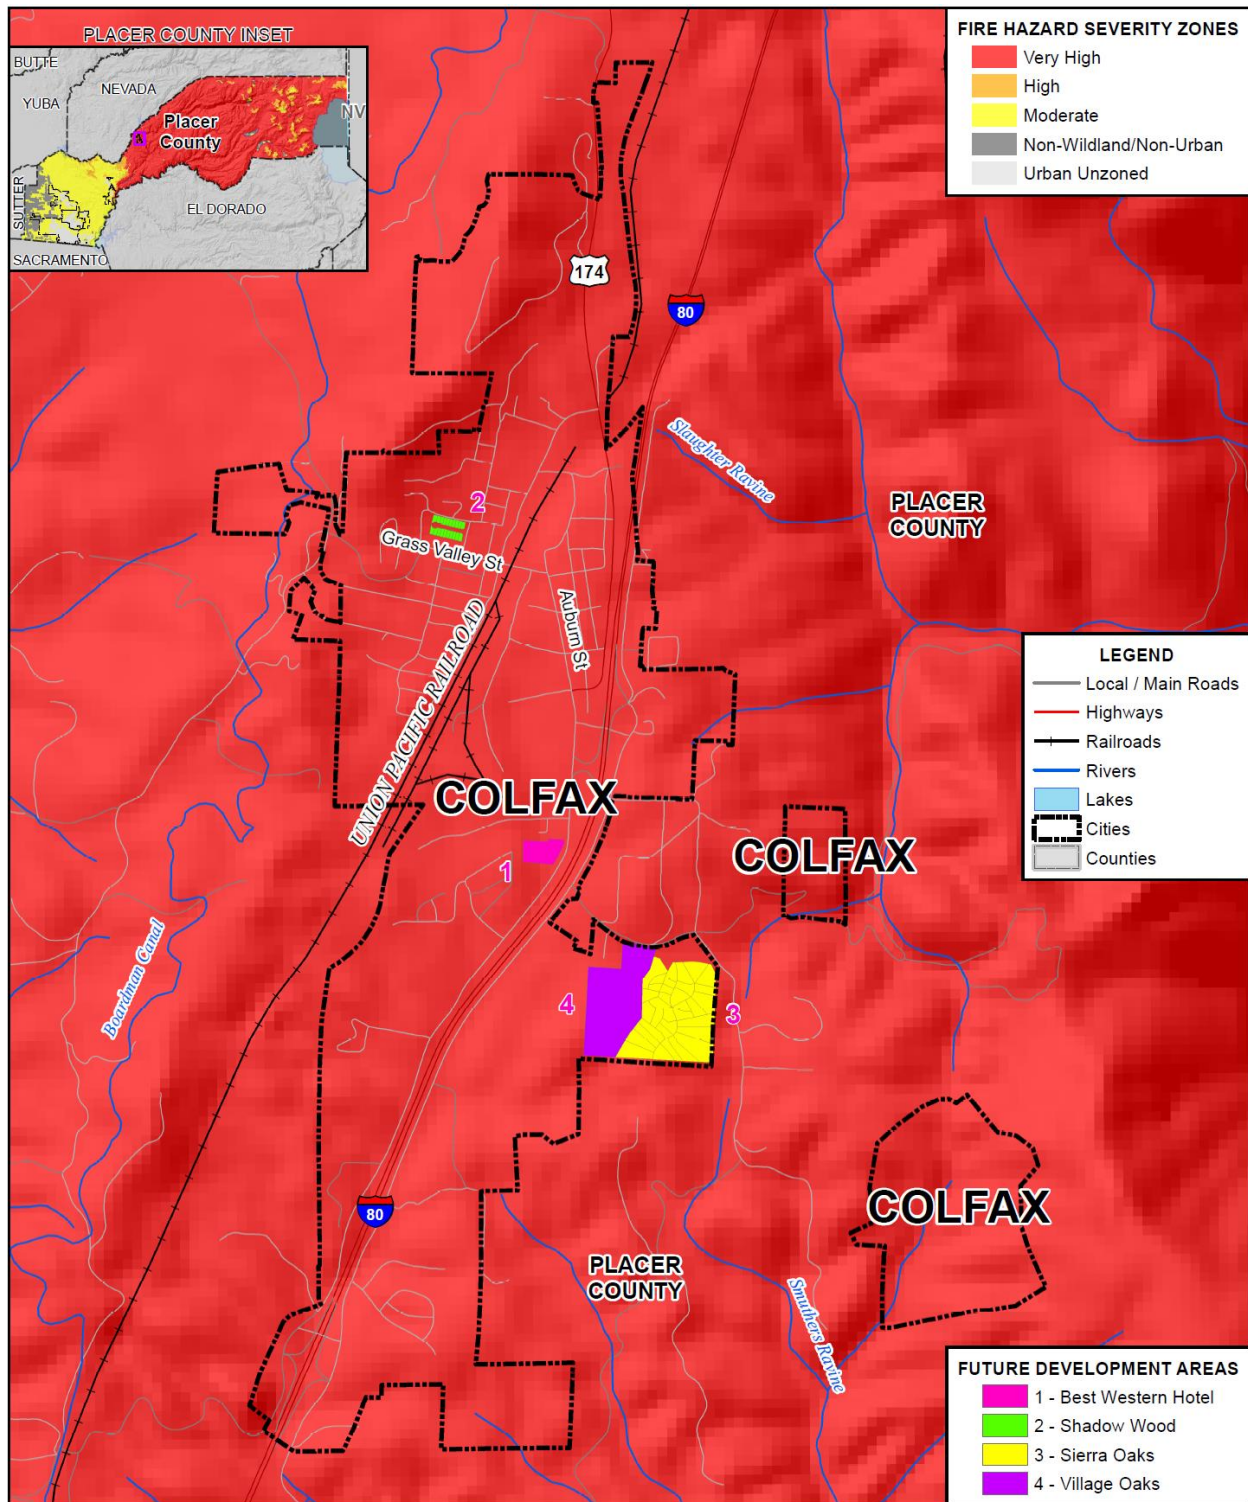 PLACER COUNTY INSET
BUTTE
YUBA
NEVADA
NV
Placer
County
SUTTER
EL DORADO
SACRAMENTO
FIRE HAZARD SEVERITY ZONES
Very High
High
Moderate
Non-Wildland/Non-Urban
Urban Unzoned
174
80
Slaughter Ravine
PLACER
COUNTY
2
Grass Valley St
Auburn St
UNION PACIFIC RAILROAD
LEGEND
Local / Main Roads
Highways
Railroads
Rivers
Lakes
Cities
Counties
COLFAX
COLFAX
1
Boardman Canal
4
3
80
COLFAX
PLACER
COUNTY
Smuthers Ravine
FUTURE DEVELOPMENT AREAS
1 - Best Western Hotel
2 - Shadow Wood
3 - Sierra Oaks
4 - Village Oaks